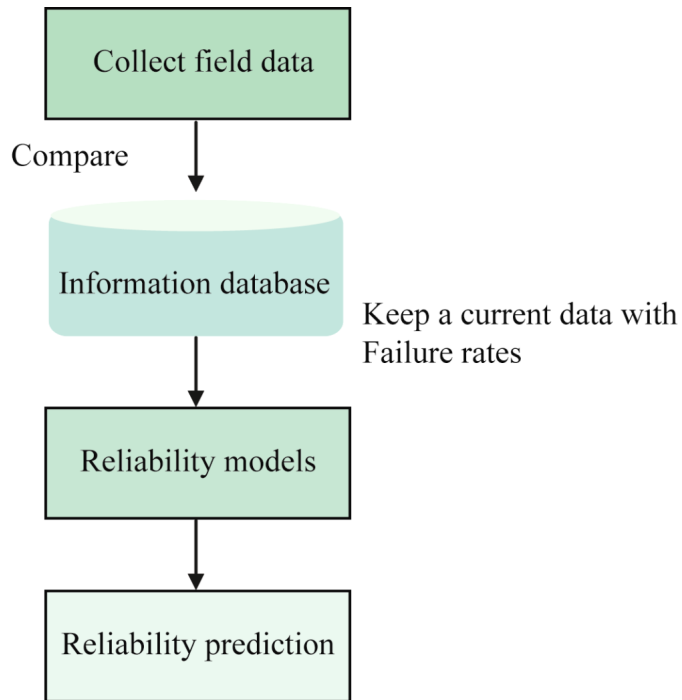 Collect field data
Compare
Information database
Keep a current data with
Failure rates
Reliability models
Reliability prediction